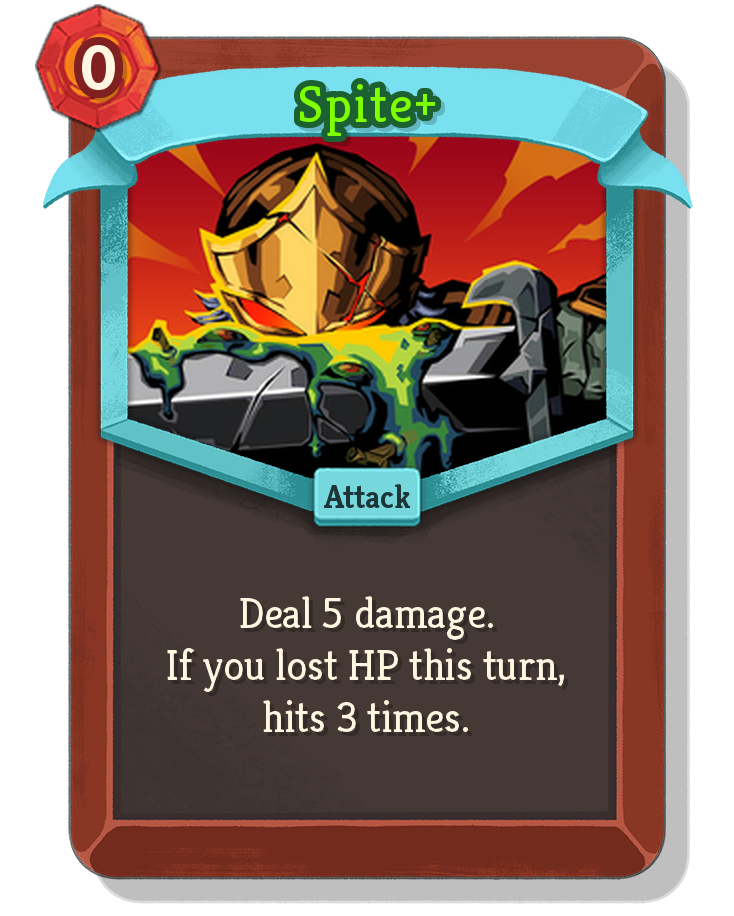 0
Spite+
Attack
Deal 5 damage.
If you lost HP this turn,
hits 3 times.